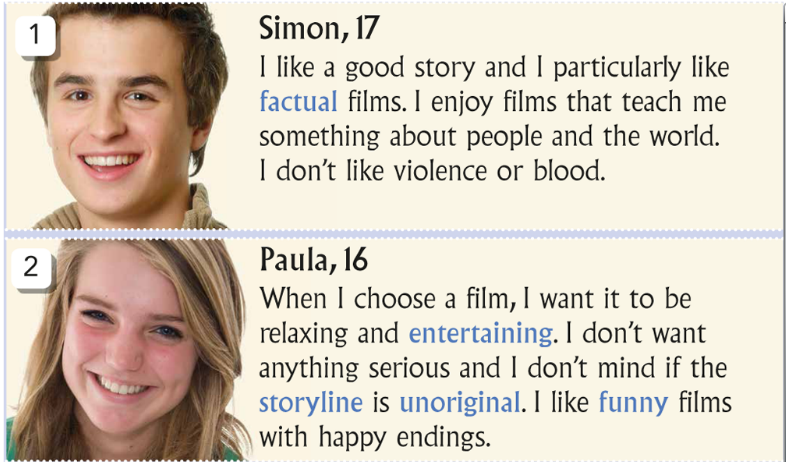 1
Simon, 17
I like a good story and I particularly like
factual films. I enjoy films that teach me
something about people and the world.
I don't like violence or blood.
2
Paula, 16
When I choose a film, I want it to be
relaxing and entertaining. I don't want
anything serious and I don't mind if the
storyline is unoriginal. I like funny films
with happy endings.